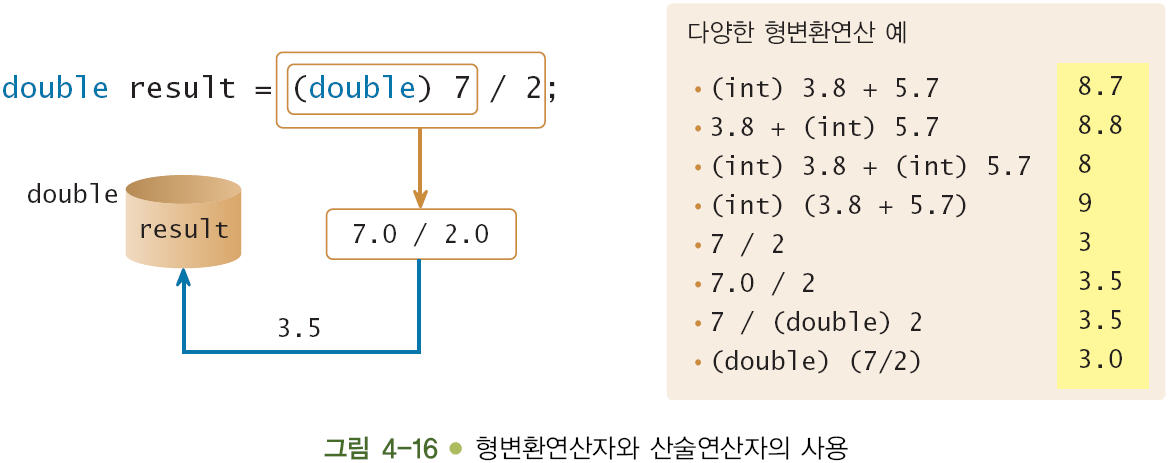 double result = (double) 7 / 2;
double
result
7.0 / 2.0
3.5
다양한 형변환연산 예
• (int) 3.8 + 5.7 8.7
• 3.8 + (int) 5.7 8.8
• (int) 3.8 + (int) 5.7 8
• (int) (3.8 + 5.7) 9
• 7 / 2 3
• 7.0 / 2 3.5
• 7 / (double) 2 3.5
• (double) (7/2) 3.0
그림 4-16 ● 형변환연산자와 산술연산자의 사용